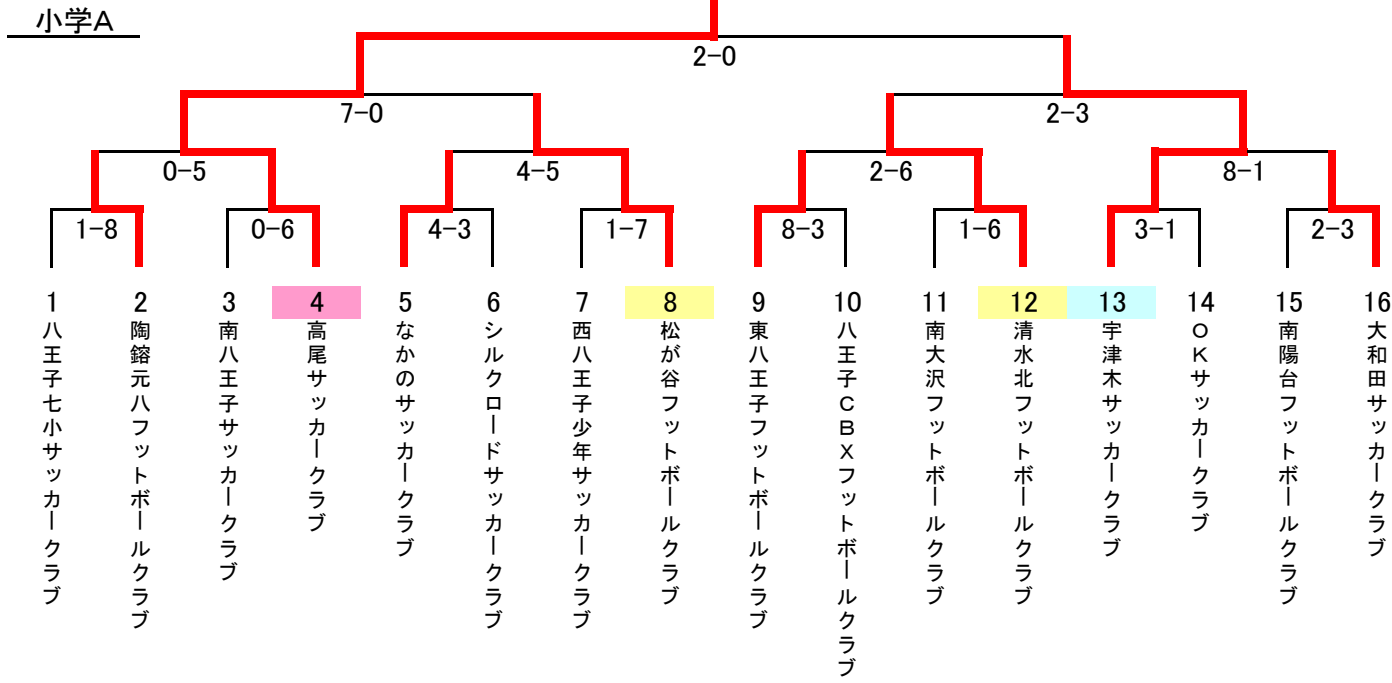 小学A
2-0
7-0
2-3
0-5
4-5
2-6
8-1
1-8
0-6
4-3
1-7
8-3
1-6
3-1
2-3
1
八王子七小サッカークラブ
2
陶鎔元八フットボールクラブ
3
南八王子サッカークラブ
4
高尾サッカークラブ
5
なかのサッカークラブ
6
シルクロードサッカークラブ
7
西八王子少年サッカークラブ
8
松が谷フットボールクラブ
9
東八王子フットボールクラブ
10
八王子CBXフットボールクラブ
11
南大沢フットボールクラブ
12
清水北フットボールクラブ
13
宇津木サッカークラブ
14
OKサッカークラブ
15
南陽台フットボールクラブ
16
大和田サッカークラブ